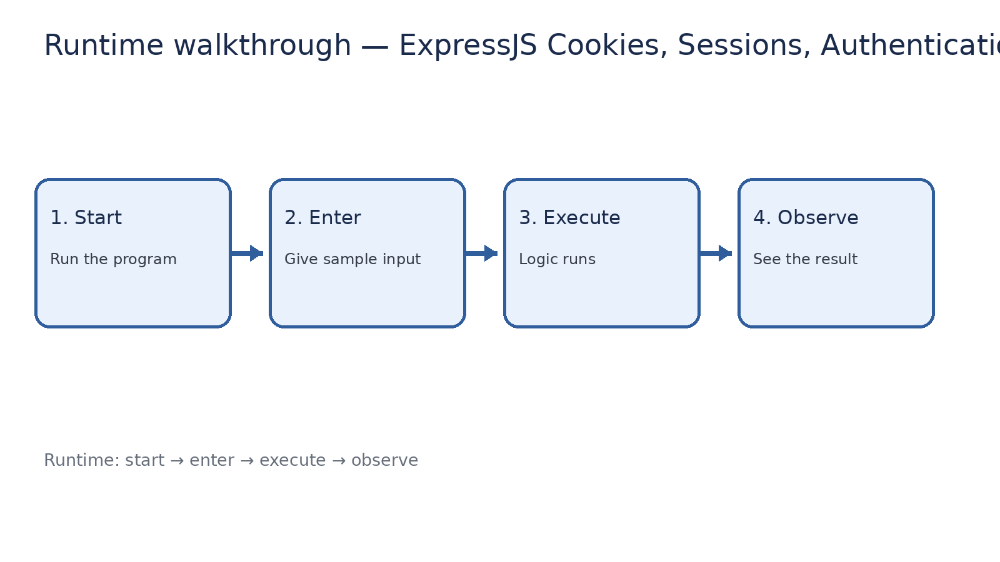 Runtime walkthrough — ExpressJS Cookies, Sessions,
1. Start
Run the program
2. Enter
Give sample input
3. Execute
Logic runs
4. Observe
See the result
Runtime: start → enter → execute → observe